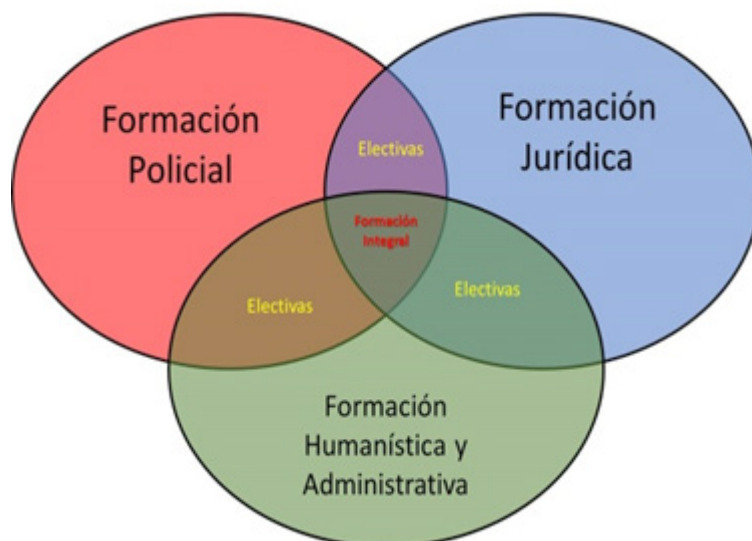 Formación
Policial
Formación
Jurídica
Electivas
Formación
Integral
Electivas
Electivas
Formación
Humanística y
Administrativa